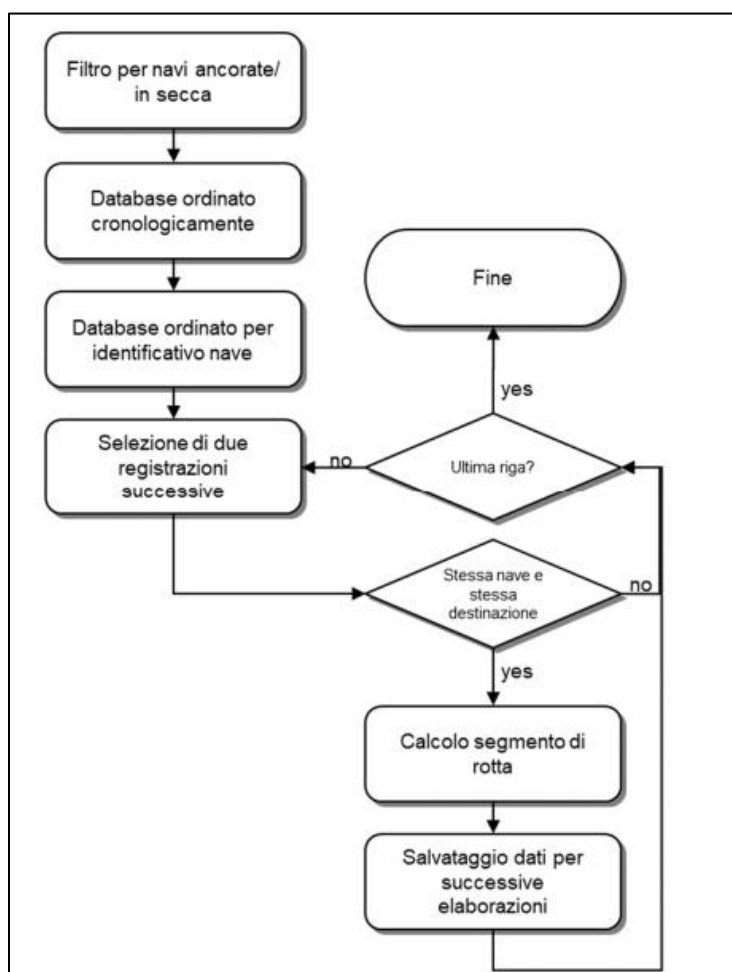 Filtro per navi ancorate/
in secca
Database ordinato
cronologicamente
Fine
Database ordinato per
identificativo nave
yes
Selezione di due
registrazioni
successive
no
Ultima riga?
Stessa nave e
stessa
destinazione
no
yes
Calcolo segmento di
rotta
Salvataggio dati per
successive
elaborazioni